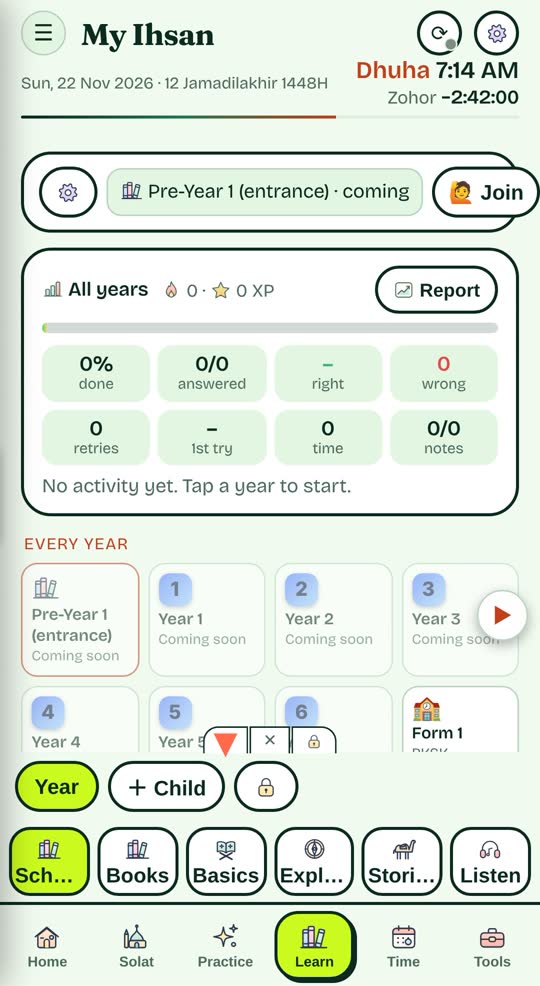 My Ihsan
Sun, 22 Nov 2026 · 12 Jamadilakhir 1448H
Dhuha 7:14 AM
Zohor −2:42:00
Pre-Year 1 (entrance) · coming
Join
All years
0 ·
0 XP
Report
0%
done
0/0
answered
–
right
0
wrong
0
retries
–
1st try
0
time
0/0
notes
No activity yet. Tap a year to start.
EVERY YEAR
Pre-Year 1
(entrance)
Coming soon
1
Year 1
Coming soon
2
Year 2
Coming soon
3
Year 3
Coming soon
4
Year 4
5
Year 5
6
Form 1
Year
+ Child
Sch...
Books
Basics
Expl...
Stori...
Listen
Home
Solat
Practice
Learn
Time
Tools